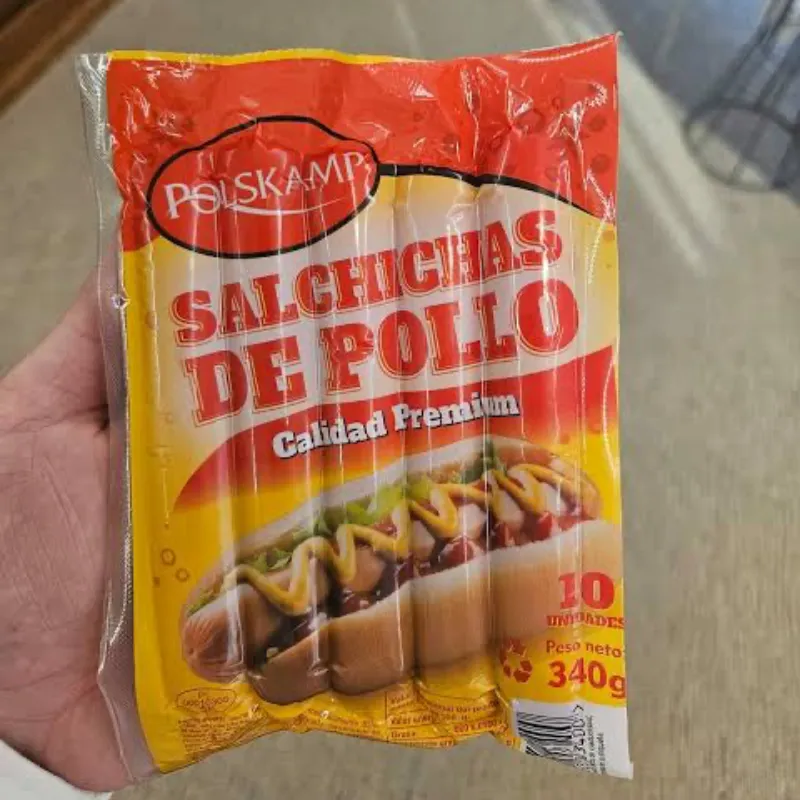 POLSKAMP
SALCHICHAS
DE POLLO
Calidad Premium
10
UNIDADES
Peso neto:
340g